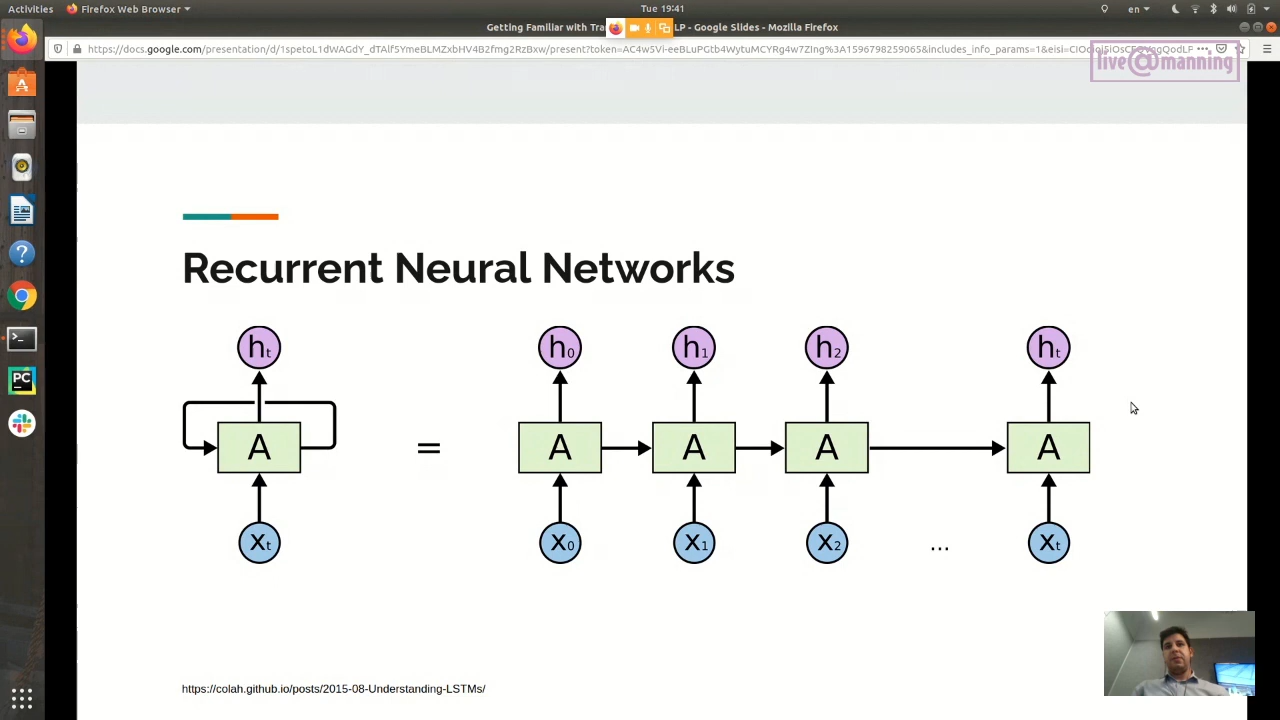 Activities Firefox Web Browser Tue 19:41 en
Getting Familiar with Tra LP - Google Slides - Mozilla Firefox
live@manning
Recurrent Neural Networks
ht h0 h1 h2 ht
A = A A A A
xt x0 x1 x2 ... xt
https://colah.github.io/posts/2015-08-Understanding-LSTMs/
PC